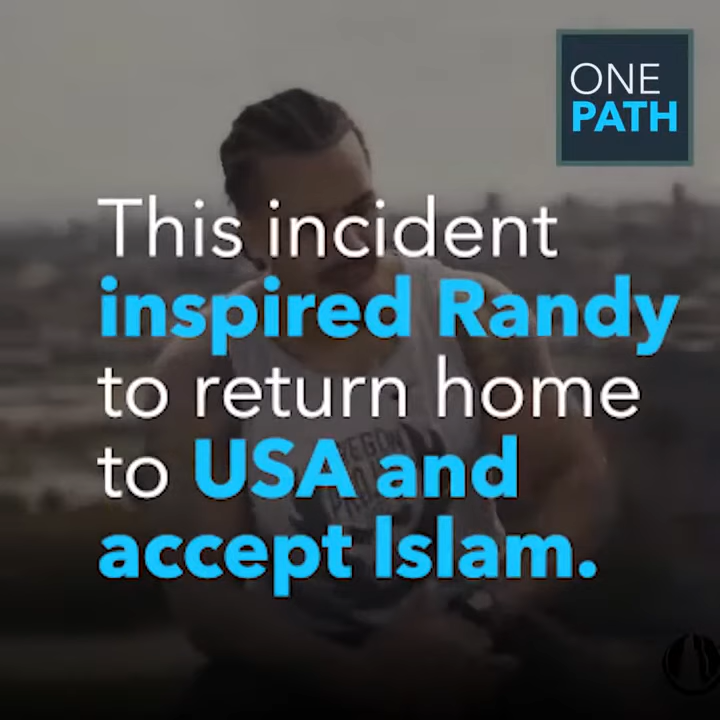 ONE
PATH
This incident
inspired Randy
to return home
to USA and
accept Islam.